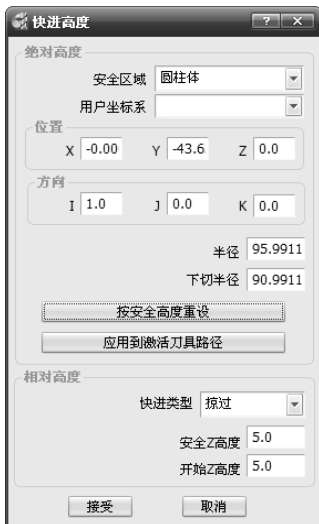 快进高度
绝对高度
安全区域 圆柱体
用户坐标系
位置
X -0.00 Y -43.6 Z 0.0
方向
I 1.0 J 0.0 K 0.0
半径 95.9911
下切半径 90.9911
按安全高度重设
应用到激活刀具路径
相对高度
快进类型 掠过
安全Z高度 5.0
开始Z高度 5.0
接受 取消